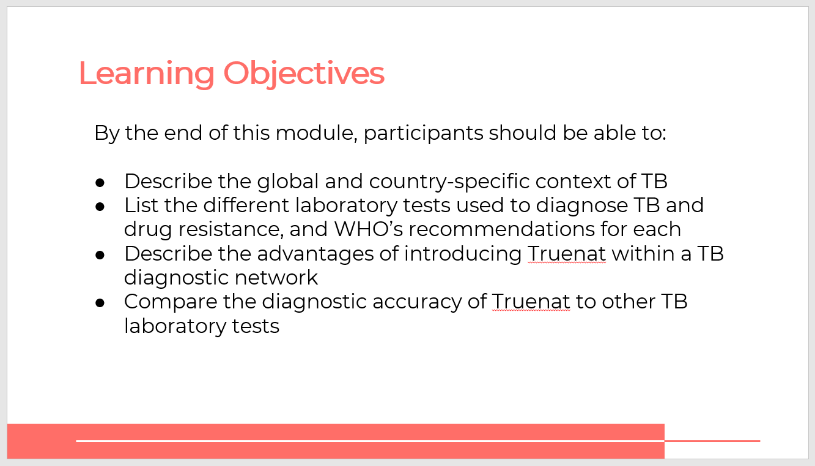 Learning Objectives
By the end of this module, participants should be able to:
● Describe the global and country-specific context of TB
● List the different laboratory tests used to diagnose TB and
drug resistance, and WHO’s recommendations for each
● Describe the advantages of introducing Truenat within a TB
diagnostic network
● Compare the diagnostic accuracy of Truenat to other TB
laboratory tests